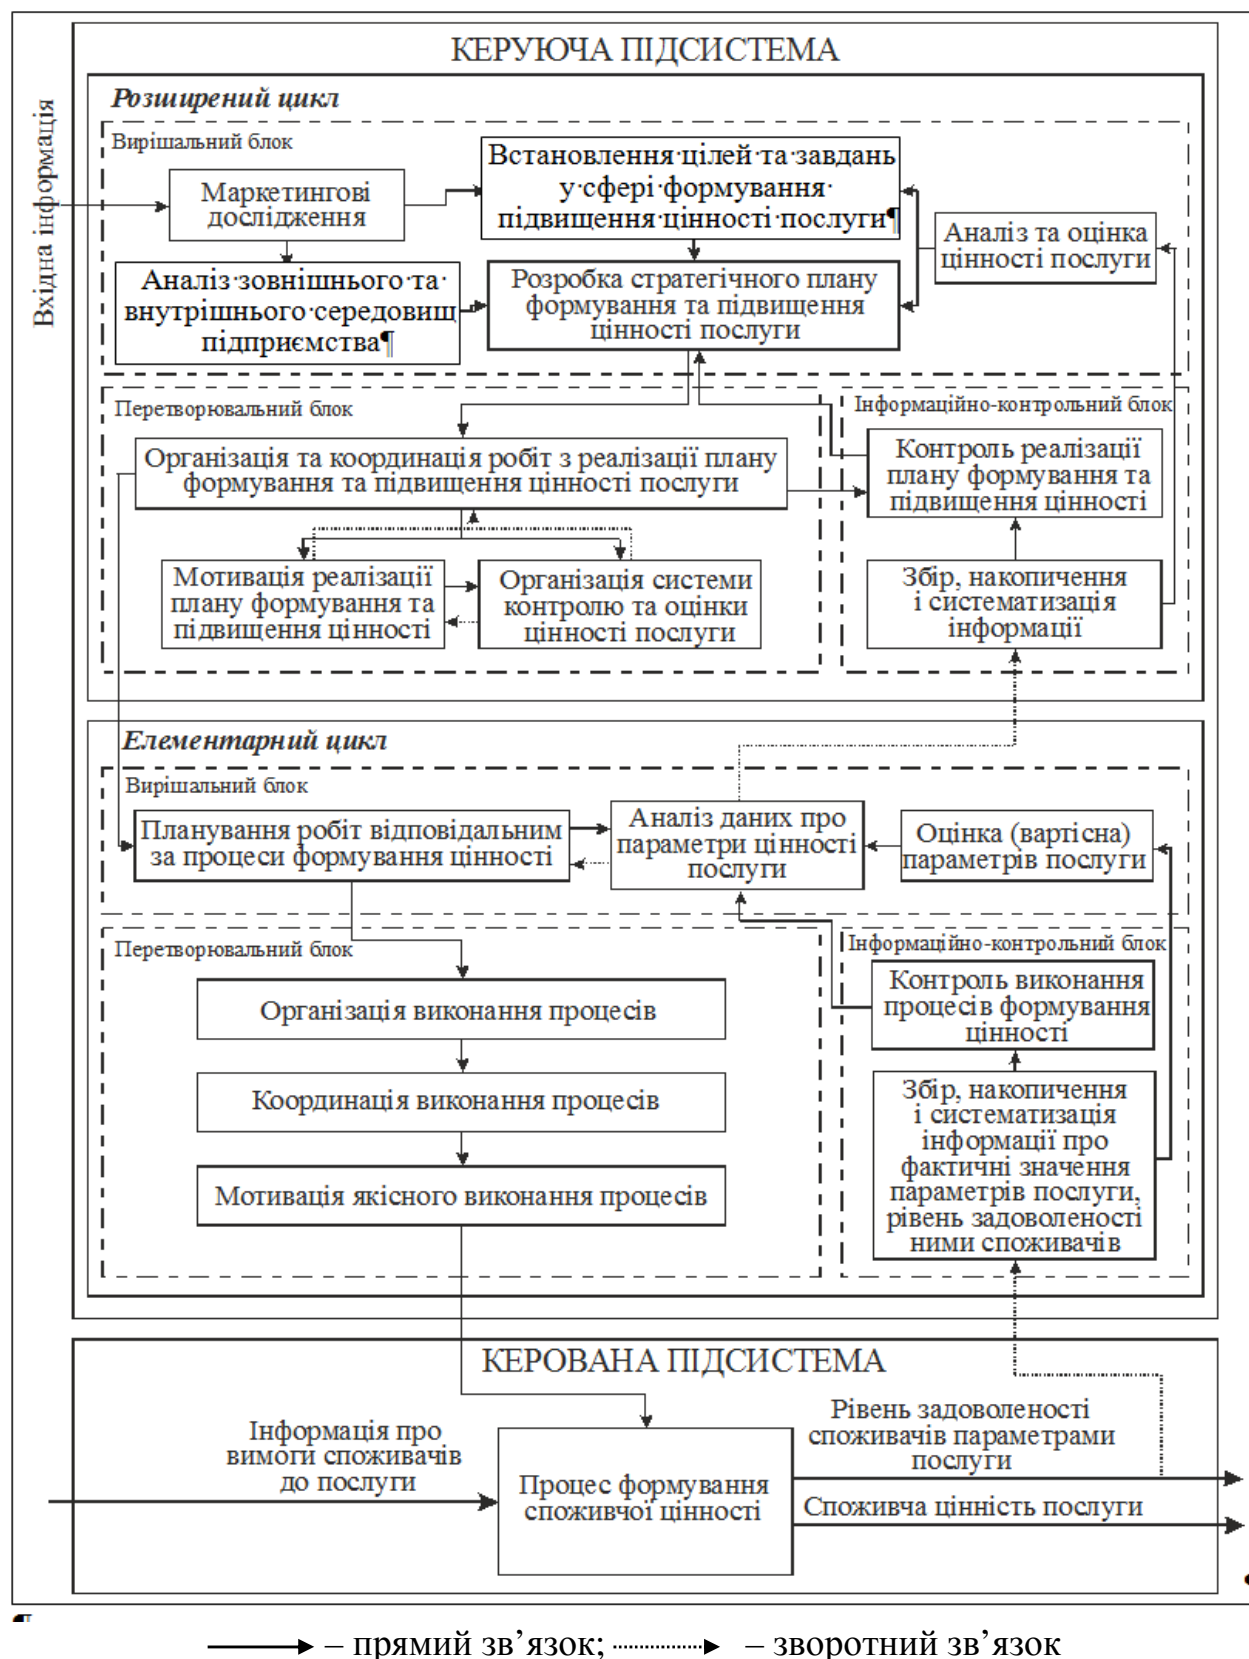 КЕРУЮЧА ПІДСИСТЕМА
Вхідна інформація
Розширений цикл
Вирішальний блок
Маркетингові
дослідження
Встановлення·цілей·та·завдань
у·сфері·формування·
підвищення·цінності·послуги¶
Аналіз та оцінка
цінності послуги
Аналіз·зовнішнього·та·
внутрішнього·середовищ
підприємства¶
Розробка стратегічного плану
формування та підвищення
цінності послуги
Перетворювальний блок
Організація та координація робіт з реалізації плану
формування та підвищення цінності послуги
Мотивація реалізації
плану формування та
підвищення цінності
Організація системи
контролю та оцінки
цінності послуги
Інформаційно-контрольний блок
Контроль реалізації
плану формування та
підвищення цінності
Збір, накопичення
і систематизація
інформації
Елементарний цикл
Вирішальний блок
Планування робіт відповідальним
за процеси формування цінності
Аналіз даних про
параметри цінності
послуги
Оцінка (вартісна)
параметрів послуги
Перетворювальний блок
Організація виконання процесів
Координація виконання процесів
Мотивація якісного виконання процесів
Інформаційно-контрольний блок
Контроль виконання
процесів формування
цінності
Збір, накопичення
і систематизація
інформації про
фактичні значення
параметрів послуги,
рівень задоволеності
ними споживачів
КЕРОВАНА ПІДСИСТЕМА
Інформація про
вимоги споживачів
до послуги
Процес формування
споживчої цінності
Рівень задоволеності
споживачів параметрами
послуги
Споживча цінність послуги
¶
– прямий зв’язок; – зворотний зв’язок